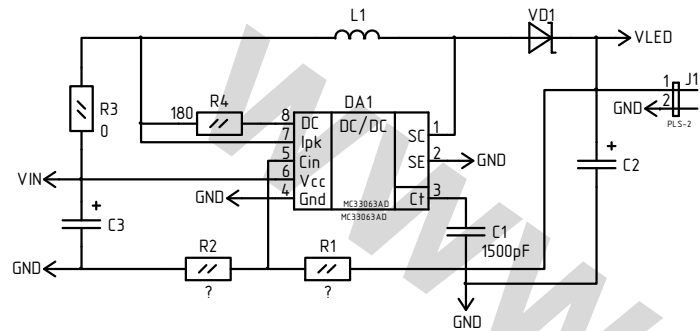 L1
VD1
VLED
J1
1
2
GND
PLS-2
R3
0
R4
180
DA1
8
DC
DC/DC
7
Ipk
SC
1
5
Cin
SE
2
GND
6
Vcc
4
Gnd
Ct
3
MC33063AD
MC33063AD
VIN
GND
+
C3
C1
1500pF
+
C2
GND
R2
?
R1
?
GND
WWW